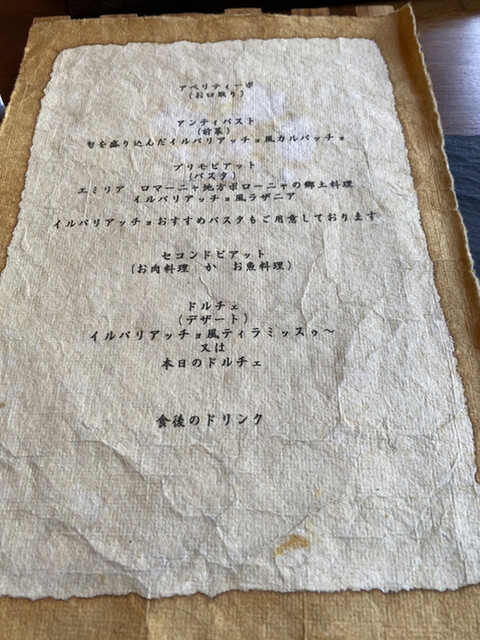 アペリティーボ
(お口取り)
アンティパスト
(前菜)
旬を盛り込んだイルパリアッチョ風カルパッチョ
プリモピアット
(パスタ)
エミリア　ロマーニャ地方ボローニャの郷土料理
イルパリアッチョ風ラザニア
イルパリアッチョおすすめパスタもご用意しております
セコンドピアット
(お肉料理　か　お魚料理)
ドルチェ
(デザート)
イルパリアッチョ風ティラミッスゥ～
又は
本日のドルチェ
食後のドリンク